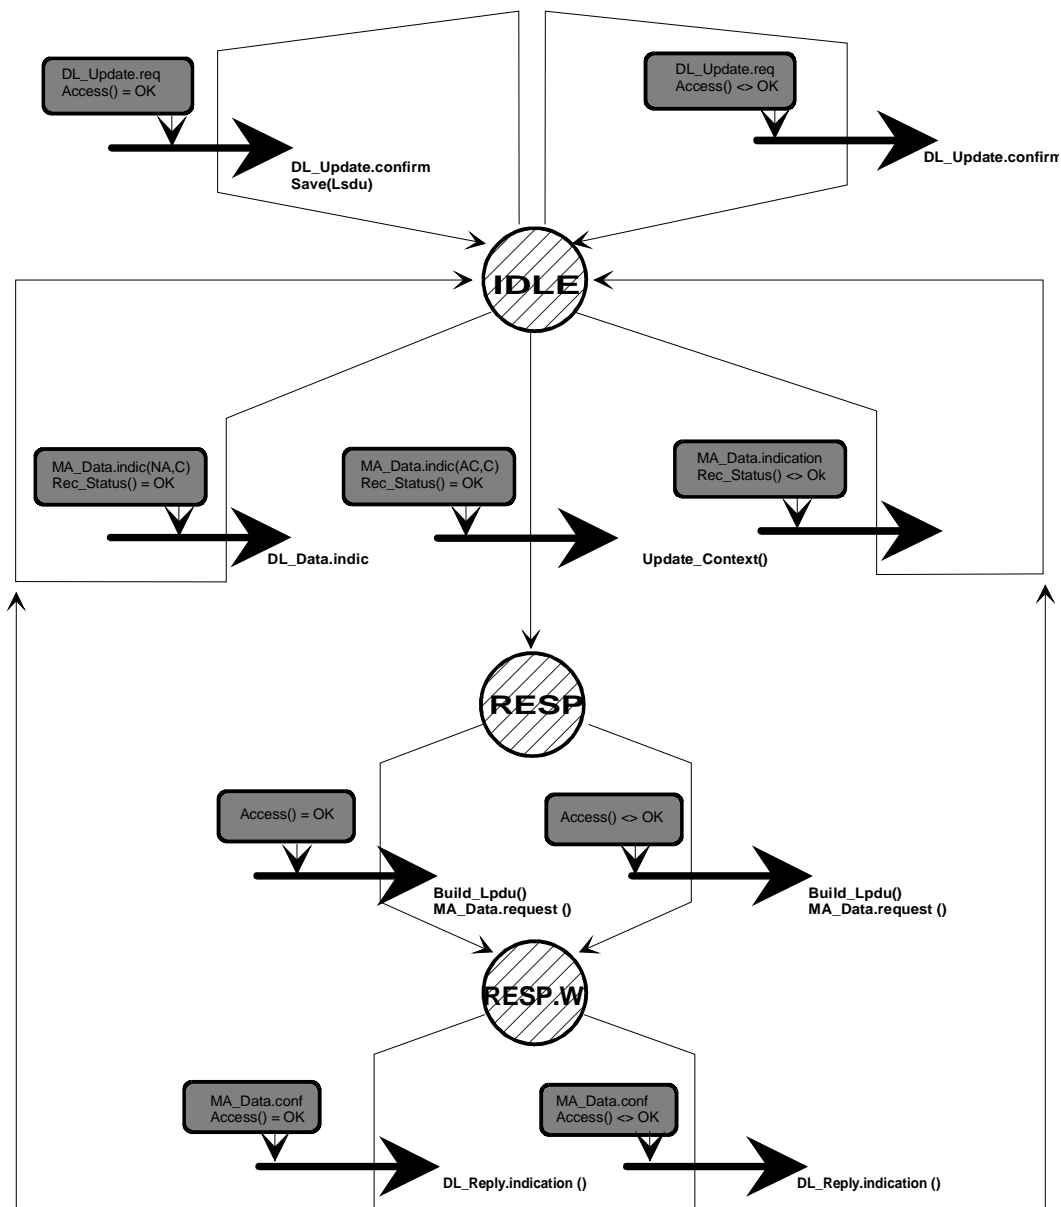 DL_Update.req
Access() = OK
DL_Update.req
Access() <> OK
DL_Update.confirm
Save(Lsdu)
DL_Update.confirm
IDLE
MA_Data.indic(NA,C)
Rec_Status() = OK
MA_Data.indic(AC,C)
Rec_Status() = OK
MA_Data.indication
Rec_Status() <> Ok
DL_Data.indic
Update_Context()
RESP
Access() = OK
Access() <> OK
Build_Lpdu()
MA_Data.request ()
Build_Lpdu()
MA_Data.request ()
RESP.W
MA_Data.conf
Access() = OK
MA_Data.conf
Access() <> OK
DL_Reply.indication ()
DL_Reply.indication ()